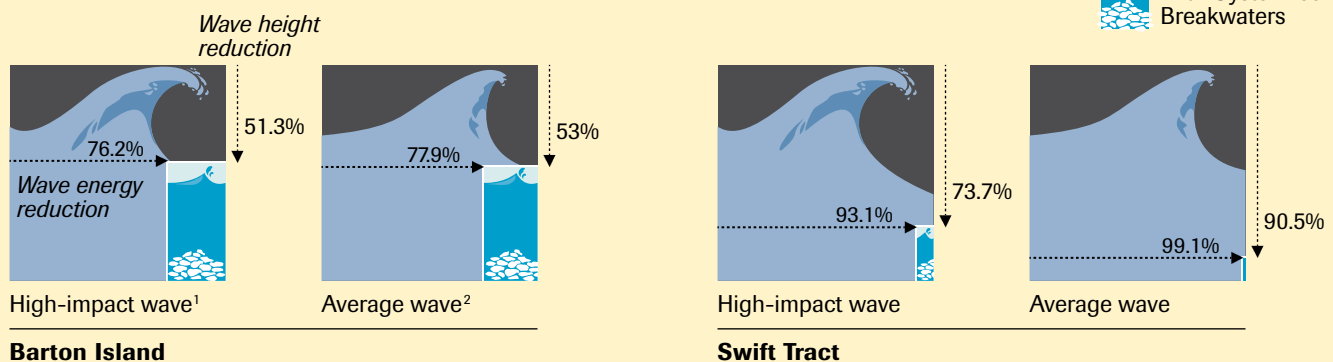 Breakwaters
Wave height
reduction
51.3%
76.2%
Wave energy
reduction
High-impact wave¹
53%
77.9%
Average wave²
Barton Island
73.7%
93.1%
High-impact wave
90.5%
99.1%
Average wave
Swift Tract